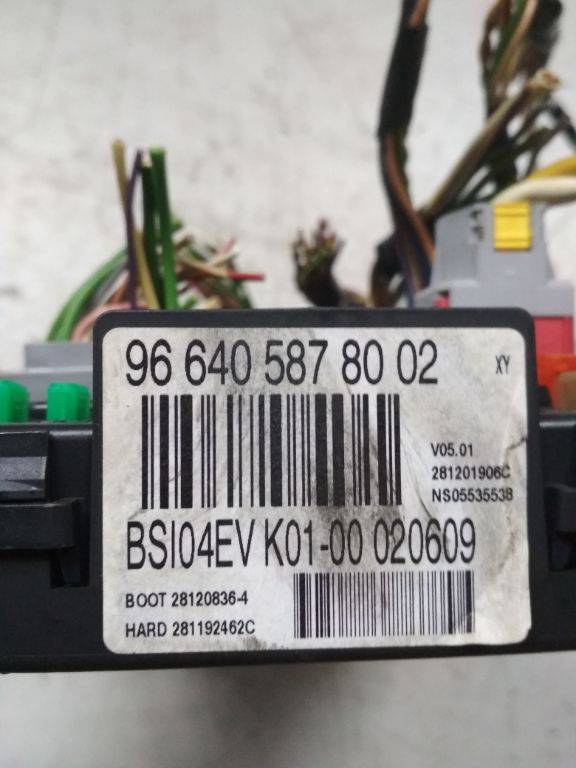 96 640 587 80 02
XY
V05.01
281201906C
NS05535538
BSI04EV K01-00 020609
BOOT 28120836-4
HARD 281192462C